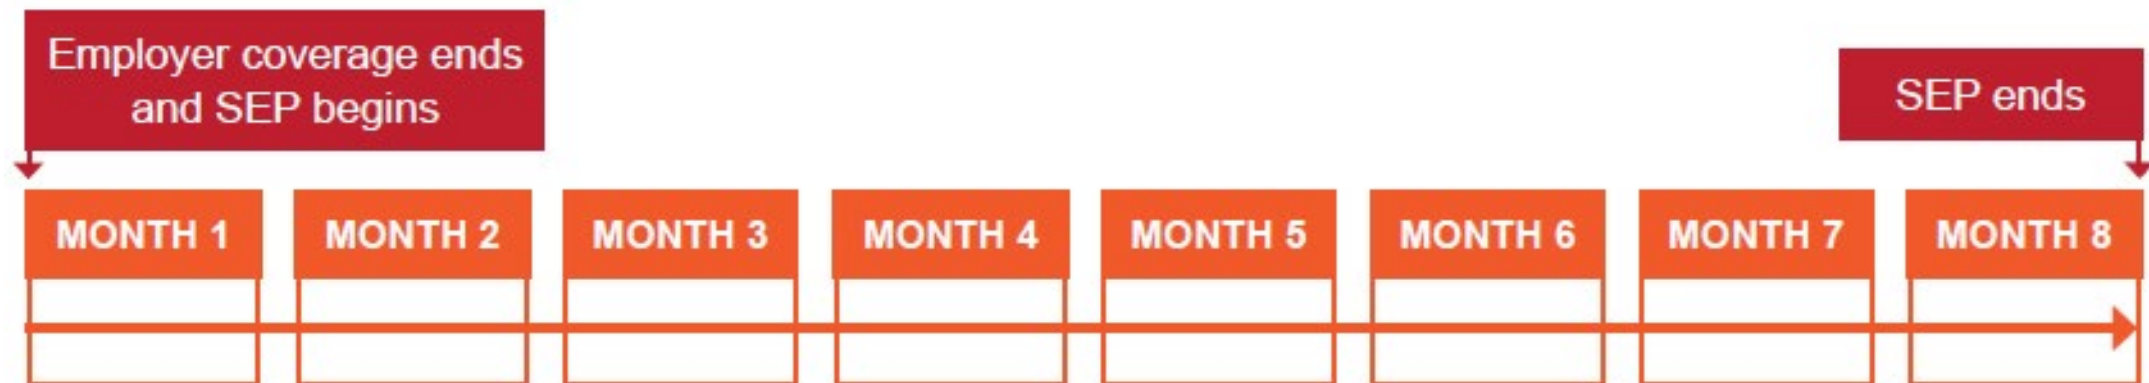 Employer coverage ends
and SEP begins
SEP ends
MONTH 1
MONTH 2
MONTH 3
MONTH 4
MONTH 5
MONTH 6
MONTH 7
MONTH 8